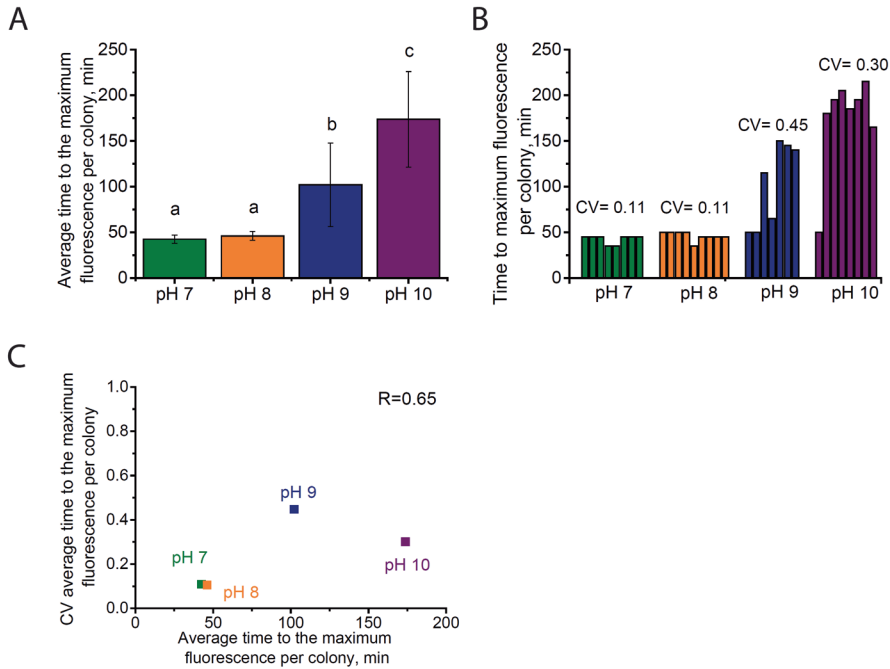 A
Average time to the maximum
fluorescence per colony, min
250
200
150
100
50
0
a
a
b
c
pH 7
pH 8
pH 9
pH 10
B
Time to maximum fluorescence
per colony, min
250
200
150
100
50
0
CV= 0.11
CV= 0.11
CV= 0.45
CV= 0.30
pH 7
pH 8
pH 9
pH 10
C
CV average time to the maximum
fluorescence per colony
1.0
0.8
0.6
0.4
0.2
0.0
R=0.65
pH 9
pH 7
pH 10
pH 8
0
50
100
150
200
Average time to the maximum
fluorescence per colony, min